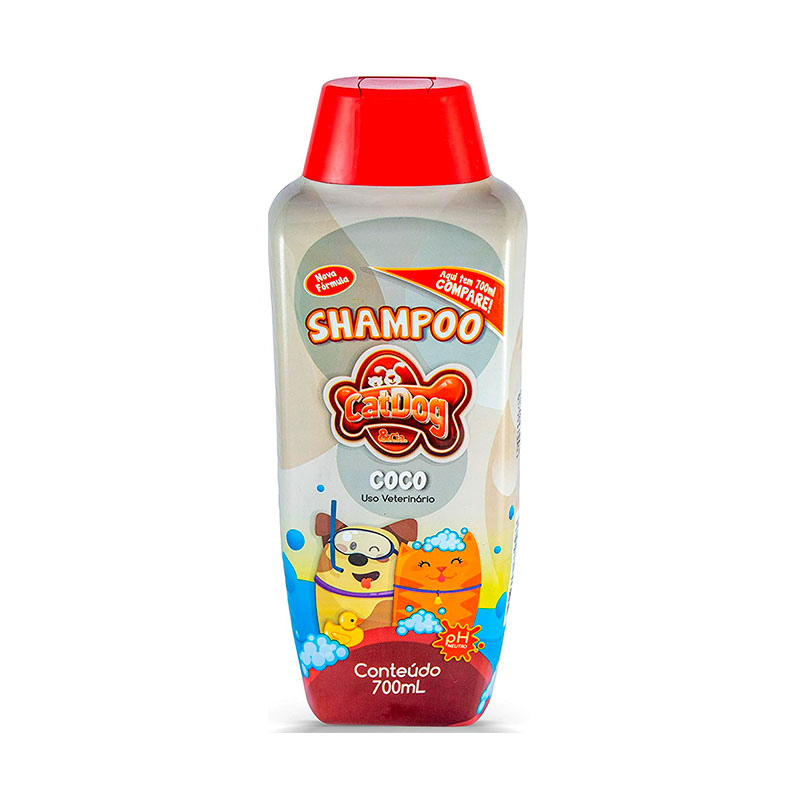 Nova
Fórmula
Aqui tem 700ml
COMPARE!
SHAMPOO
CatDog
&Cia.
COCO
Uso Veterinário
pH
NEUTRO
Conteúdo
700mL